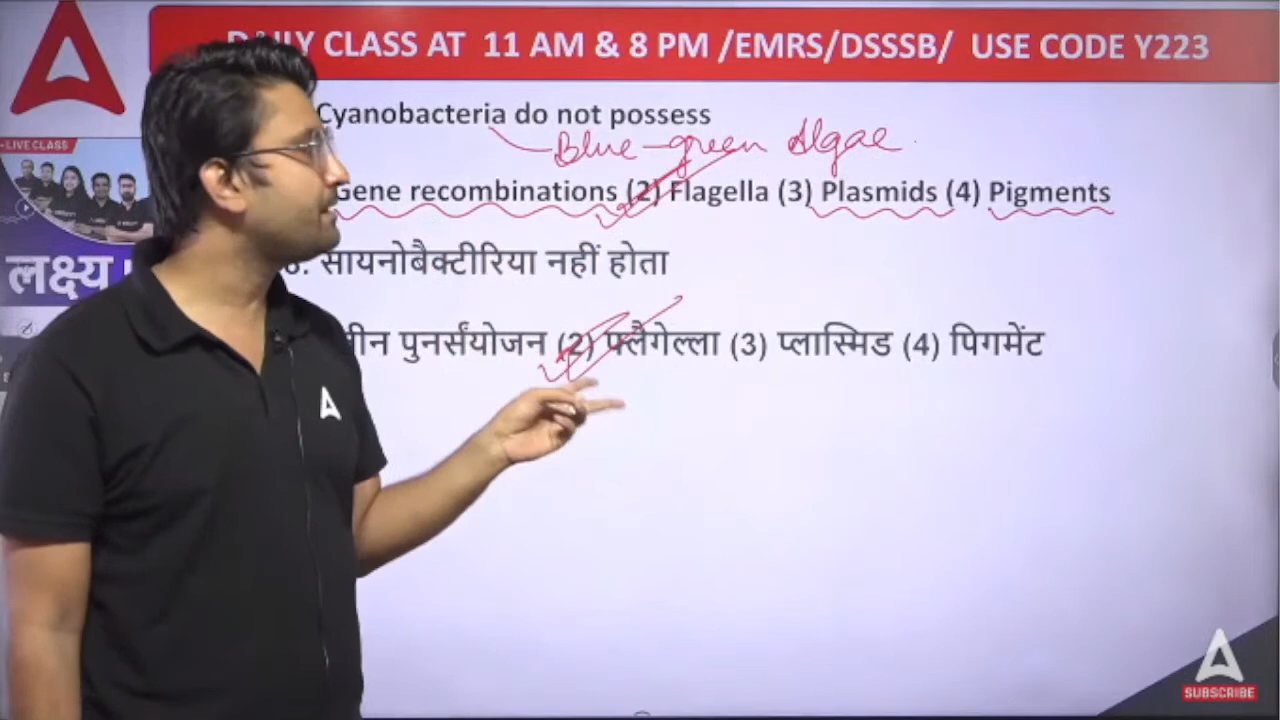 DAILY CLASS AT 11 AM & 8 PM /EMRS/DSSSB/ USE CODE Y223
LIVE CLASS
Cyanobacteria do not possess
Blue-green Algae
Gene recombinations (2) Flagella (3) Plasmids (4) Pigments
लक्ष्य
8. सायनोबैक्टीरिया नहीं होता
जीन पुनर्संयोजन (2) फ्लैगेल्ला (3) प्लास्मिड (4) पिगमेंट
SUBSCRIBE